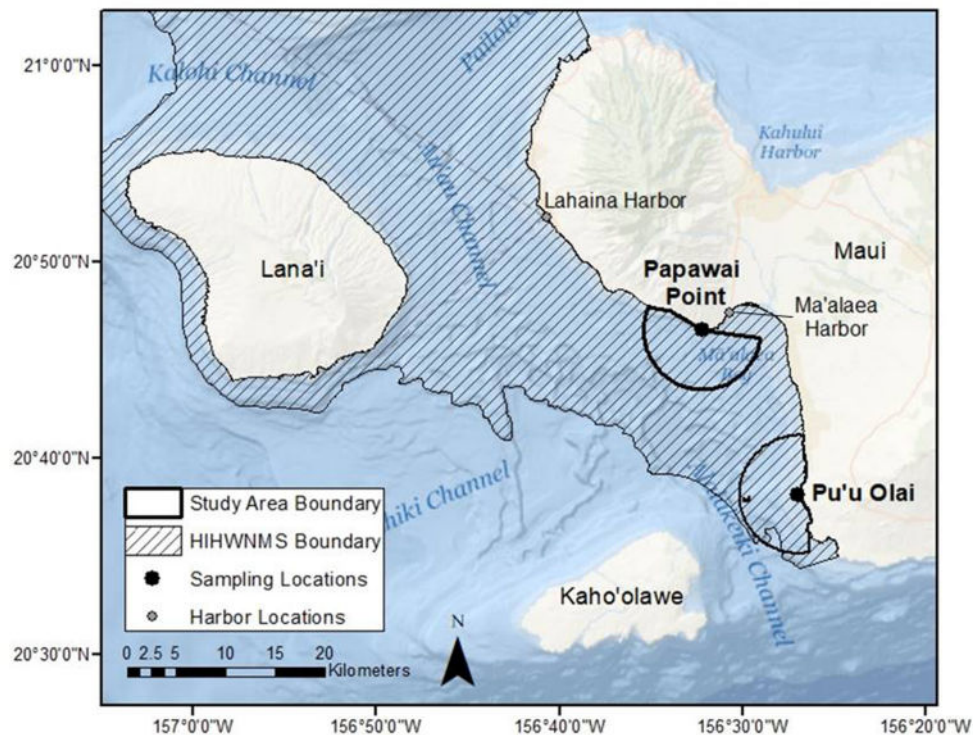 21°0'0"N
20°50'0"N
20°40'0"N
20°30'0"N
Kalohi Channel
Pailolo
Kahului
Harbor
Lahaina Harbor
Lana'i
Maui
Papawai
Point
Ma'alaea
Harbor
Ma'alaea
Bay
Pu'u Olai
Kaho'olawe
Channel
Channel
Channel
Study Area Boundary
HIHWNMS Boundary
Sampling Locations
Harbor Locations
0 2.5 5 10 15 20
Kilometers
N
157°0'0"W
156°50'0"W
156°40'0"W
156°30'0"W
156°20'0"W